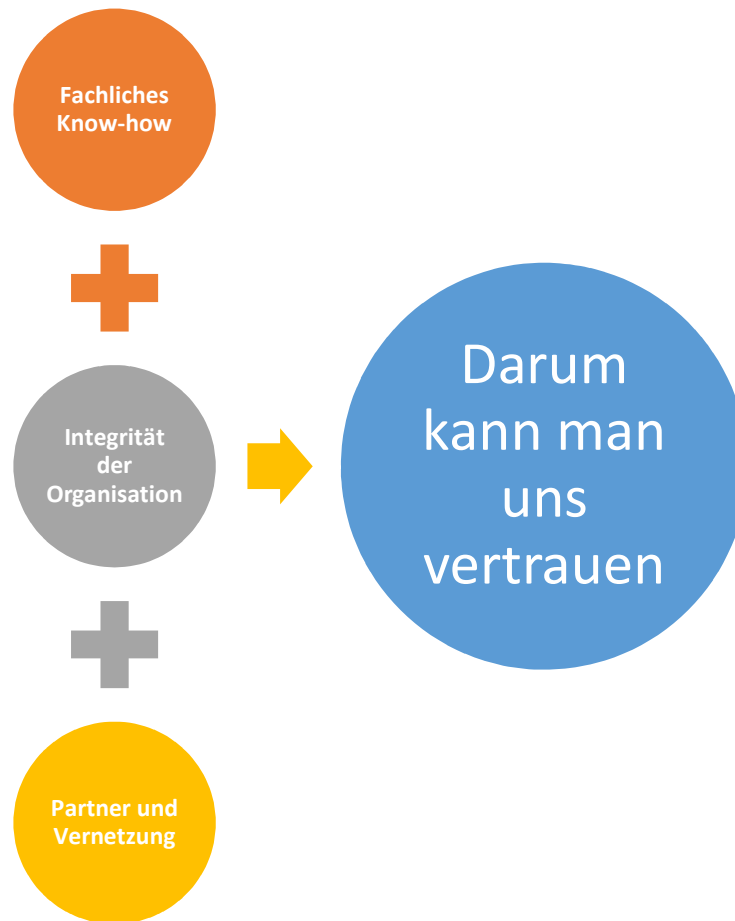 Fachliches
Know-how
Integrität
der
Organisation
Partner und
Vernetzung
Darum
kann man
uns
vertrauen